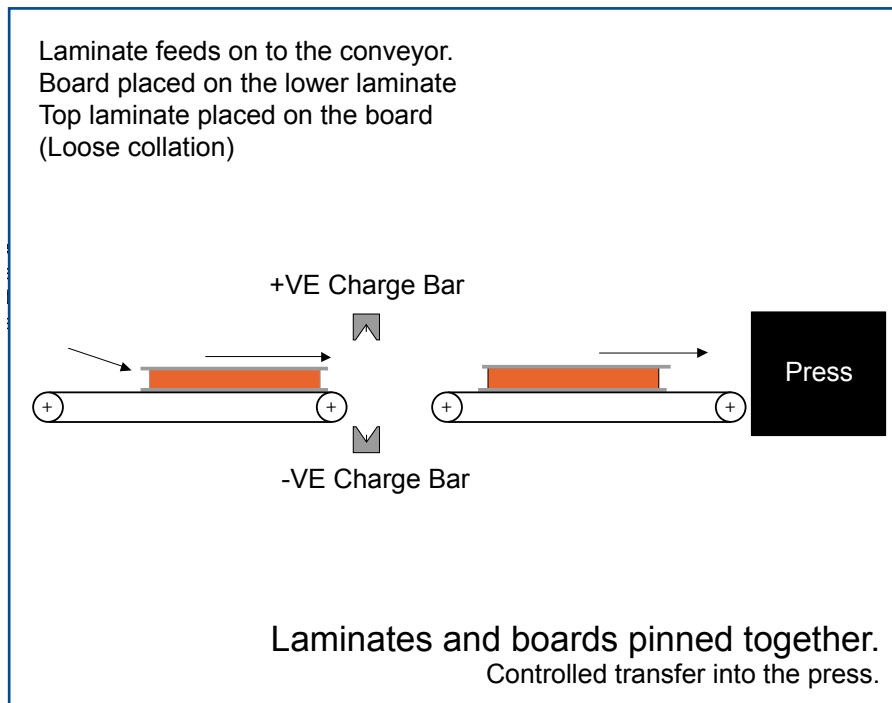 Laminate feeds on to the conveyor.
Board placed on the lower laminate
Top laminate placed on the board
(Loose collation)
+VE Charge Bar
Press
-VE Charge Bar
Laminates and boards pinned together.
Controlled transfer into the press.